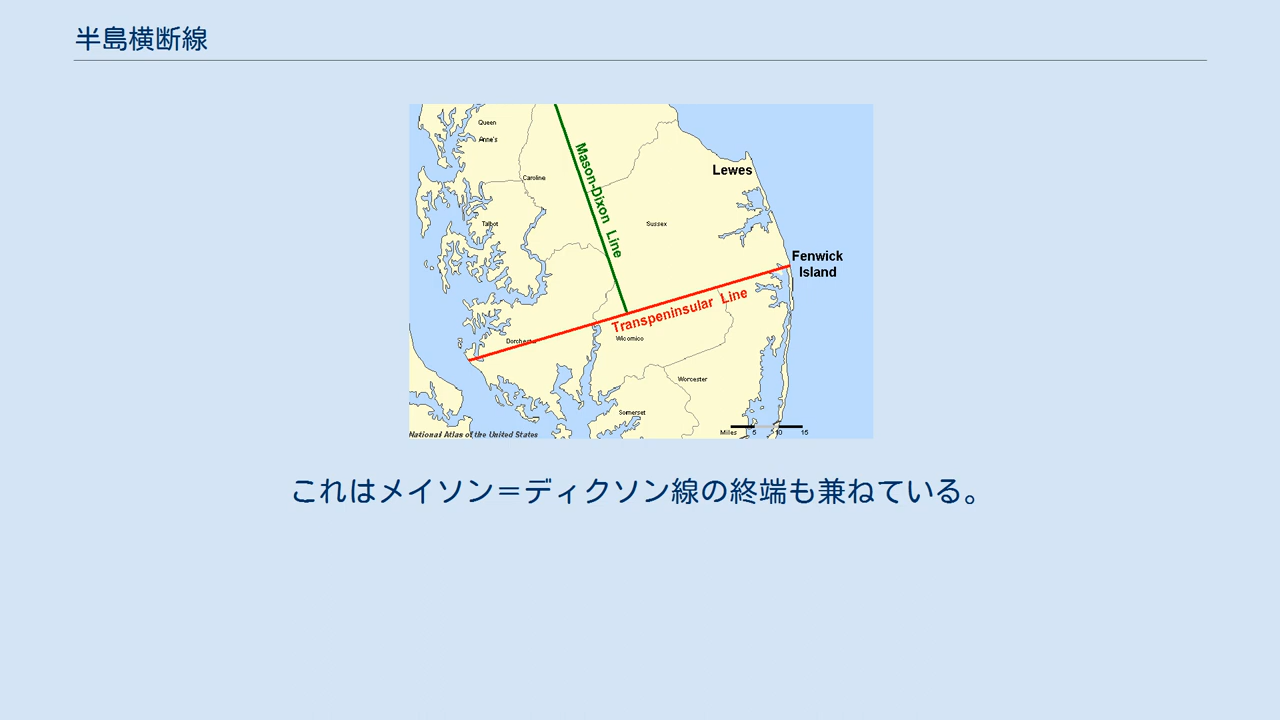 半島横断線
Queen
Anne's
Caroline
Talbot
Mason-Dixon Line
Sussex
Lewes
Fenwick
Island
Transpeninsular Line
Dorchester
Wicomico
Worcester
Somerset
Miles 5 10 15
National Atlas of the United States
これはメイソン＝ディクソン線の終端も兼ねている。